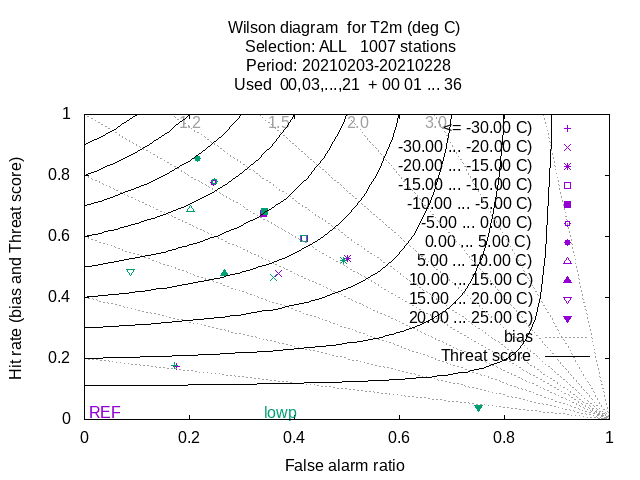 Wilson diagram  for T2m (deg C)
Selection: ALL   1007 stations
Period: 20210203-20210228
Used  00,03,...,21  + 00 01 ... 36
1.2 1.5 2.0 3.0
<= -30.00 C)
-30.00 ... -20.00 C)
-20.00 ... -15.00 C)
-15.00 ... -10.00 C)
-10.00 ... -5.00 C)
-5.00 ... 0.00 C)
0.00 ... 5.00 C)
5.00 ... 10.00 C)
10.00 ... 15.00 C)
15.00 ... 20.00 C)
20.00 ... 25.00 C)
bias
Threat score
1
0.8
0.6
0.4
0.2
0
Hit rate (bias and Threat score)
REF lowp
0 0.2 0.4 0.6 0.8 1
False alarm ratio